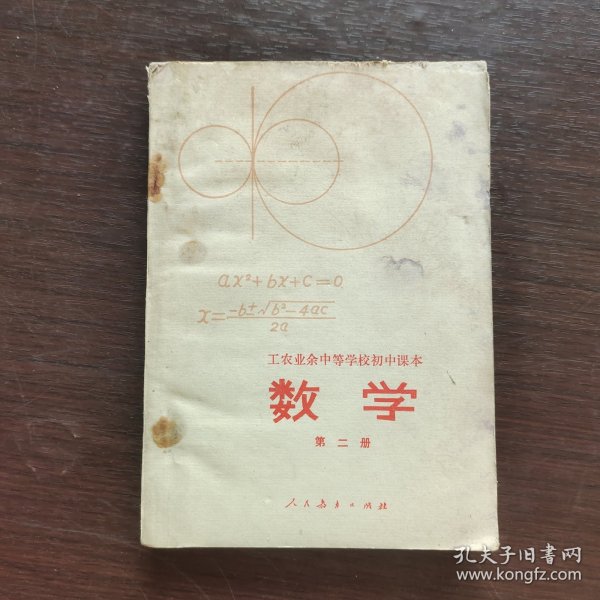 ax²+bx+c=0
x=\frac{-b±√b²-4ac}{2a}
工农业余中等学校初中课本
数学
第二册
人民教育出版社
孔夫子旧书网
www.kongfz.com